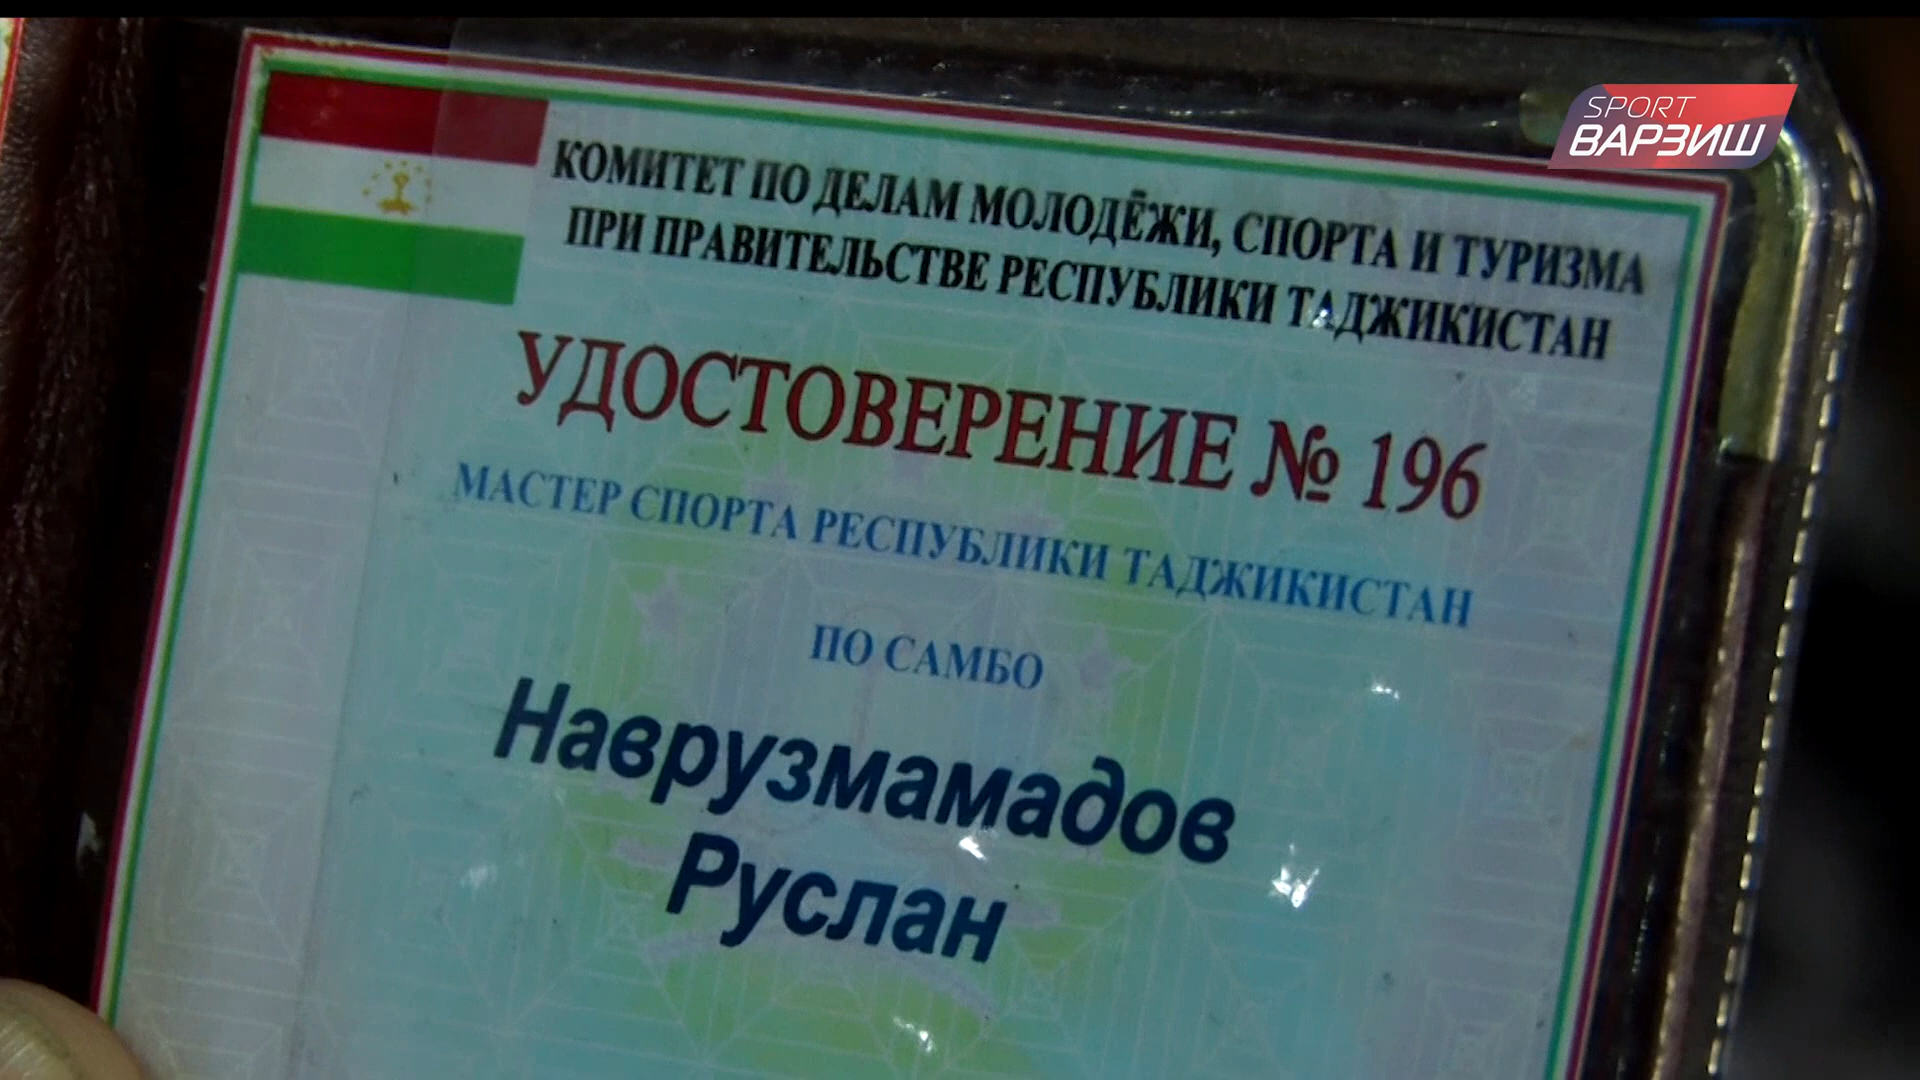 SPORT
ВАРЗИШ
КОМИТЕТ ПО ДЕЛАМ МОЛОДЁЖИ, СПОРТА И ТУРИЗМА
ПРИ ПРАВИТЕЛЬСТВЕ РЕСПУБЛИКИ ТАДЖИКИСТАН
УДОСТОВЕРЕНИЕ № 196
МАСТЕР СПОРТА РЕСПУБЛИКИ ТАДЖИКИСТАН
ПО САМБО
Наврузмамадов
Руслан